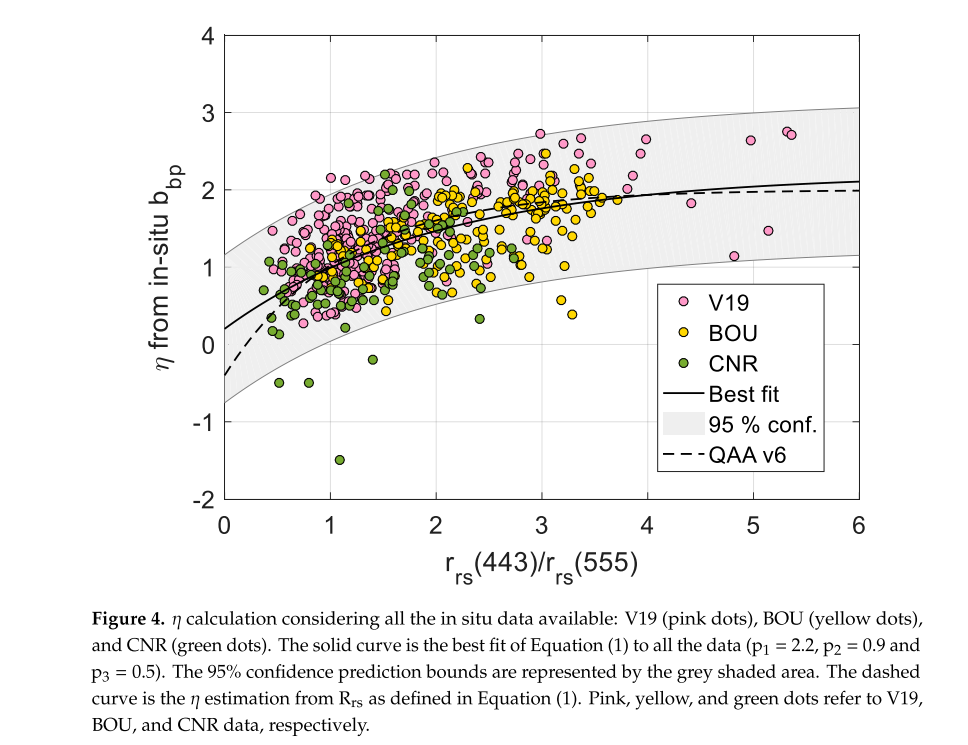 4
3
2
1
0
-1
-2
η from in-situ b_bp
0 1 2 3 4 5 6
r_rs(443)/r_rs(555)
V19
BOU
CNR
Best fit
95 % conf.
QAA v6
Figure 4. η calculation considering all the in situ data available: V19 (pink dots), BOU (yellow dots),
and CNR (green dots). The solid curve is the best fit of Equation (1) to all the data (p₁ = 2.2, p₂ = 0.9 and
p₃ = 0.5). The 95% confidence prediction bounds are represented by the grey shaded area. The dashed
curve is the η estimation from R_rs as defined in Equation (1). Pink, yellow, and green dots refer to V19,
BOU, and CNR data, respectively.